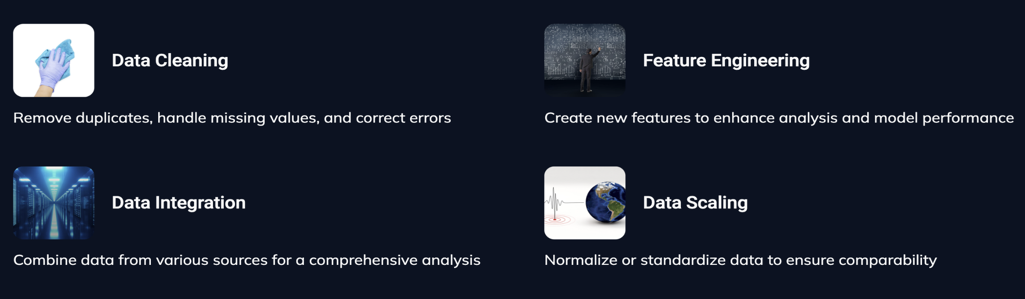 Data Cleaning
Feature Engineering
Remove duplicates, handle missing values, and correct errors
Create new features to enhance analysis and model performance
Data Integration
Data Scaling
Combine data from various sources for a comprehensive analysis
Normalize or standardize data to ensure comparability